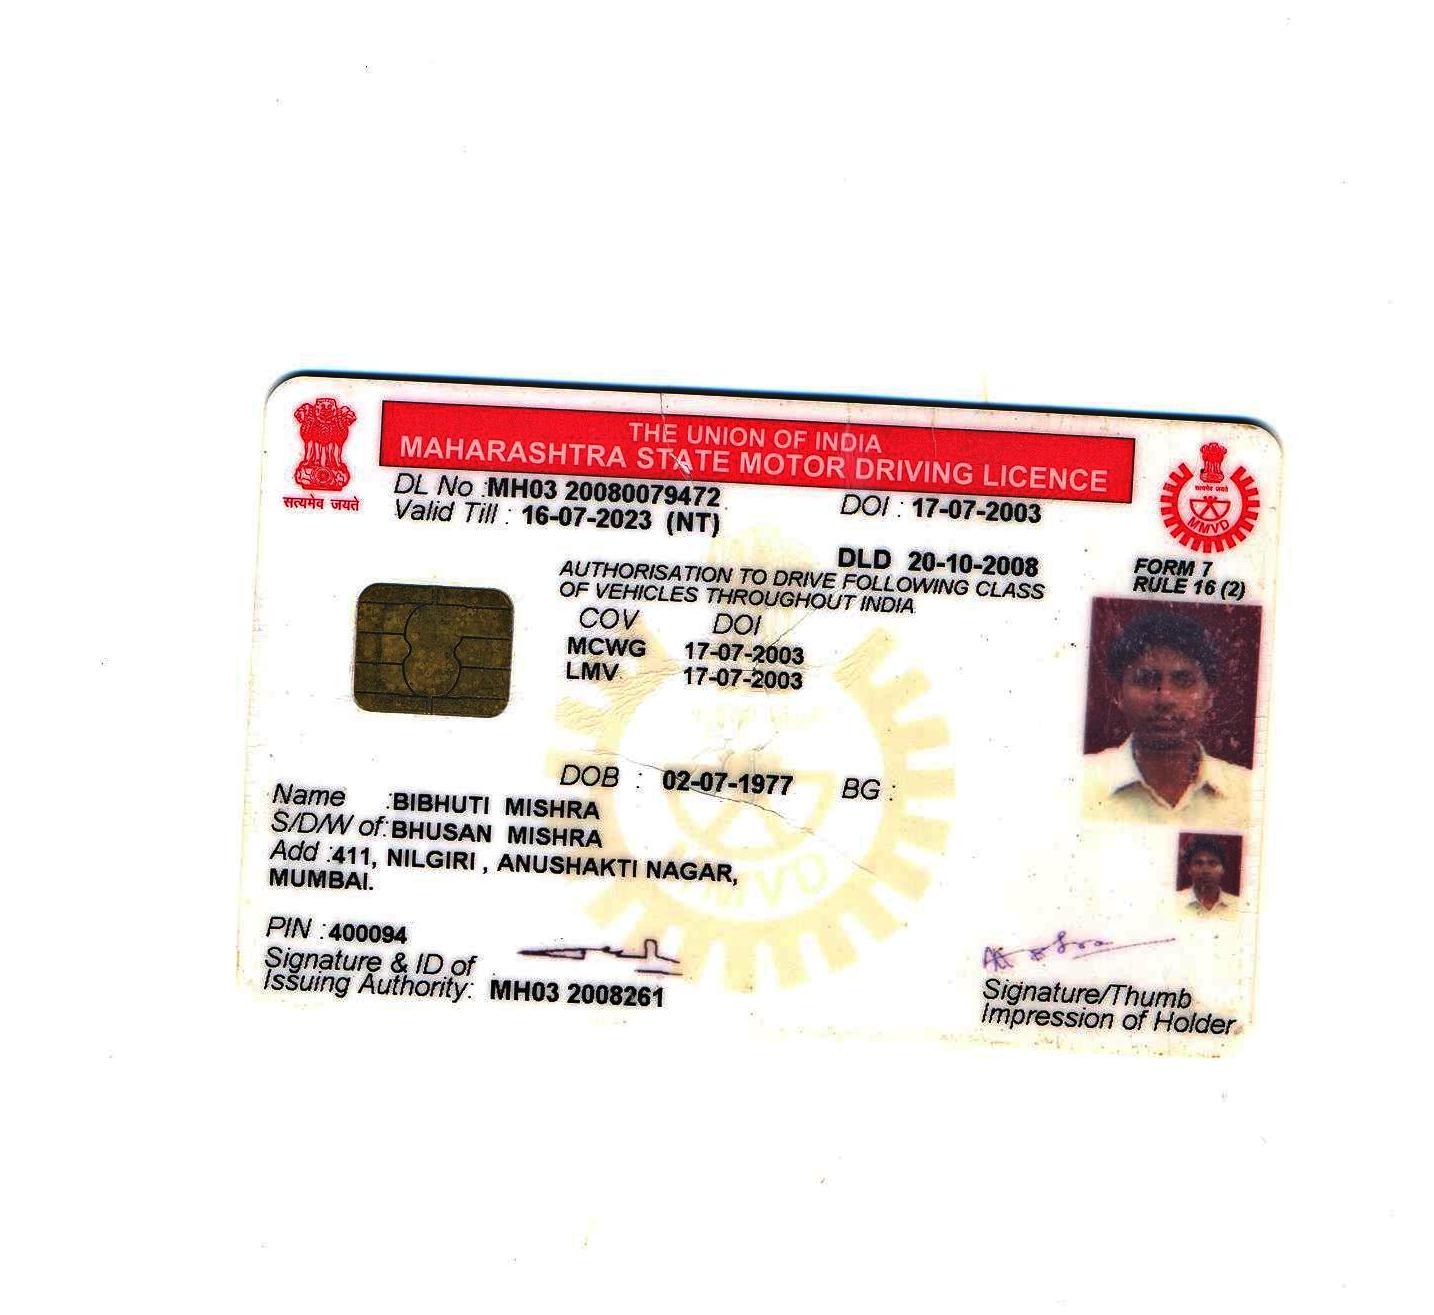 THE UNION OF INDIA
MAHARASHTRA STATE MOTOR DRIVING LICENCE
सत्यमेव जयते
DL No : MH03 20080079472 DOI : 17-07-2003
Valid Till : 16-07-2023 (NT)
MMVD
DLD 20-10-2008
FORM 7
RULE 16 (2)
AUTHORISATION TO DRIVE FOLLOWING CLASS
OF VEHICLES THROUGHOUT INDIA
COV DOI
MCWG 17-07-2003
LMV 17-07-2003
DOB : 02-07-1977 BG :
Name : BIBHUTI MISHRA
S/D/W of : BHUSAN MISHRA
Add : 411, NILGIRI , ANUSHAKTI NAGAR,
MUMBAI.
MMVD
PIN : 400094
Signature & ID of
Issuing Authority: MH03 2008261
Signature/Thumb
Impression of Holder